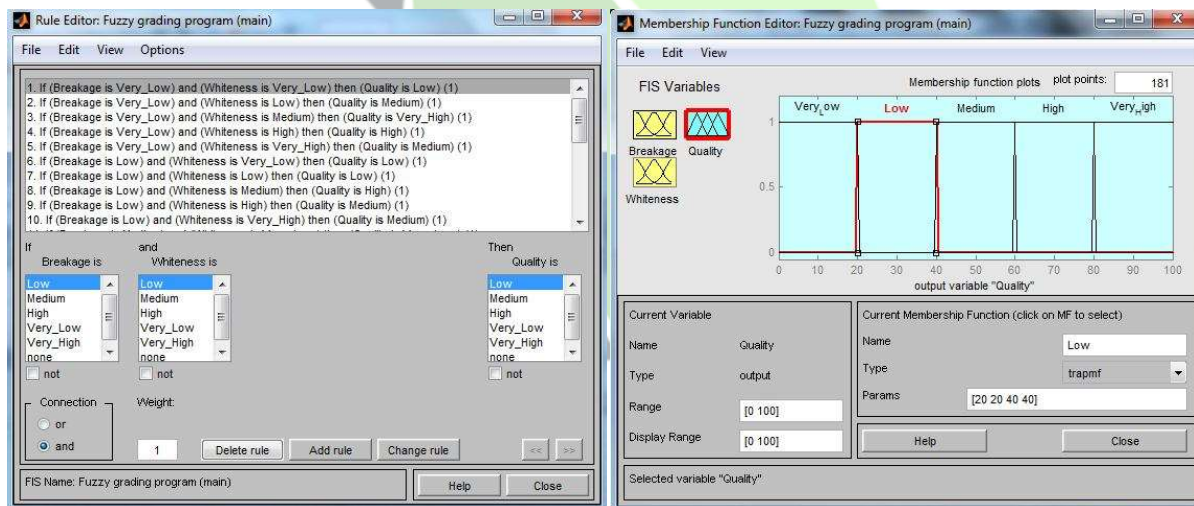 Rule Editor: Fuzzy grading program (main)
File Edit View Options
1. If (Breakage is Very_Low) and (Whiteness is Very_Low) then (Quality is Low) (1)
2. If (Breakage is Very_Low) and (Whiteness is Low) then (Quality is Medium) (1)
3. If (Breakage is Very_Low) and (Whiteness is Medium) then (Quality is Very_High) (1)
4. If (Breakage is Very_Low) and (Whiteness is High) then (Quality is High) (1)
5. If (Breakage is Very_Low) and (Whiteness is Very_High) then (Quality is Medium) (1)
6. If (Breakage is Low) and (Whiteness is Very_Low) then (Quality is Low) (1)
7. If (Breakage is Low) and (Whiteness is Low) then (Quality is Low) (1)
8. If (Breakage is Low) and (Whiteness is Medium) then (Quality is High) (1)
9. If (Breakage is Low) and (Whiteness is High) then (Quality is Medium) (1)
10. If (Breakage is Low) and (Whiteness is Very_High) then (Quality is Medium) (1)
If and Then
Breakage is Whiteness is Quality is
Low Low Low
Medium Medium Medium
High High High
Very_Low Very_Low Very_Low
Very_High Very_High Very_High
none none none
not not not
Connection Weight:
or
and 1 Delete rule Add rule Change rule << >>
FIS Name: Fuzzy grading program (main) Help Close
Membership Function Editor: Fuzzy grading program (main)
File Edit View
FIS Variables
Membership function plots plot points: 181
Breakage Quality
Whiteness
Very_Low Low Medium High Very_High
1
0.5
0
0 10 20 30 40 50 60 70 80 90 100
output variable "Quality"
Current Variable
Name Quality
Type output
Range [0 100]
Display Range [0 100]
Current Membership Function (click on MF to select)
Name Low
Type trapmf
Params [20 20 40 40]
Help Close
Selected variable "Quality"